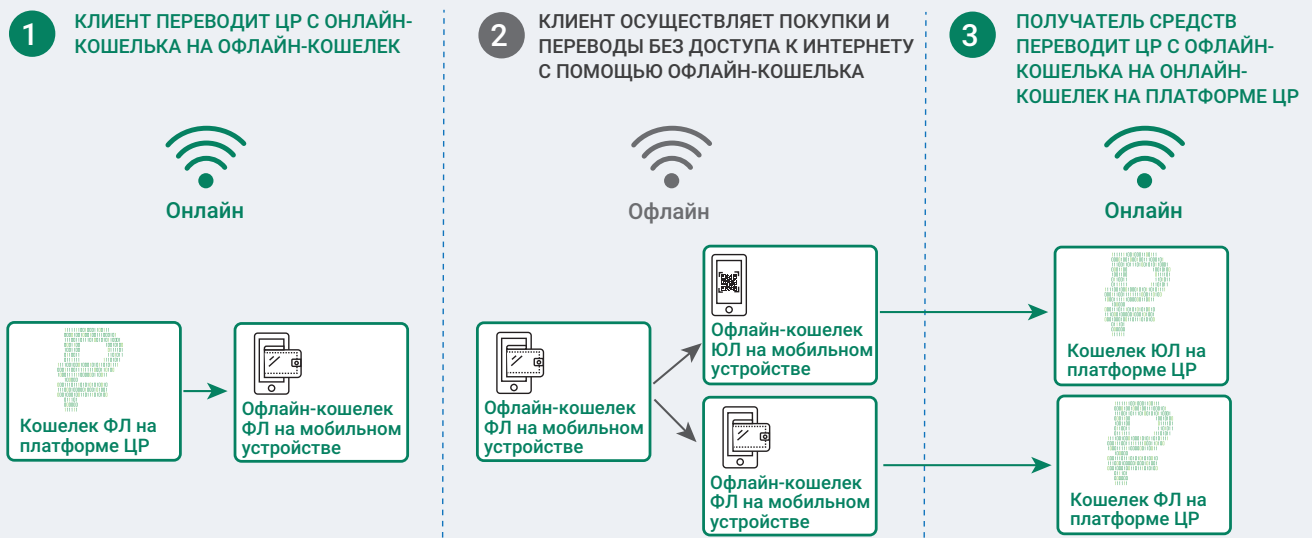 1
КЛИЕНТ ПЕРЕВОДИТ ЦР С ОНЛАЙН-
КОШЕЛЬКА НА ОФЛАЙН-КОШЕЛЕК
Онлайн
Кошелек ФЛ на
платформе ЦР
Офлайн-кошелек
ФЛ на мобильном
устройстве
2
КЛИЕНТ ОСУЩЕСТВЛЯЕТ ПОКУПКИ И
ПЕРЕВОДЫ БЕЗ ДОСТУПА К ИНТЕРНЕТУ
С ПОМОЩЬЮ ОФЛАЙН-КОШЕЛЬКА
Офлайн
Офлайн-кошелек
ФЛ на мобильном
устройстве
Офлайн-кошелек
ЮЛ на мобильном
устройстве
Офлайн-кошелек
ФЛ на мобильном
устройстве
3
ПОЛУЧАТЕЛЬ СРЕДСТВ
ПЕРЕВОДИТ ЦР С ОФЛАЙН-
КОШЕЛЬКА НА ОНЛАЙН-
КОШЕЛЕК НА ПЛАТФОРМЕ ЦР
Онлайн
Кошелек ЮЛ на
платформе ЦР
Кошелек ФЛ на
платформе ЦР